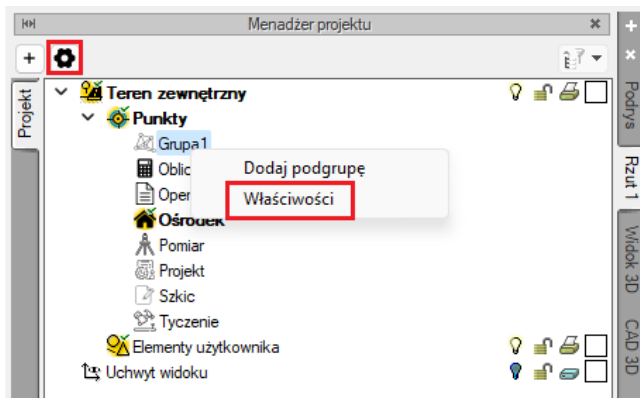 Menadżer projektu
Projekt
Teren zewnętrzny
Punkty
Grupa1
Oblic
Dodaj podgrupę
Oper
Właściwości
Ośrodek
Pomiar
Projekt
Szkic
Tyczenie
Elementy użytkownika
Uchwyt widoku
Podrys
Rzut 1
Widok 3D
CAD 3D